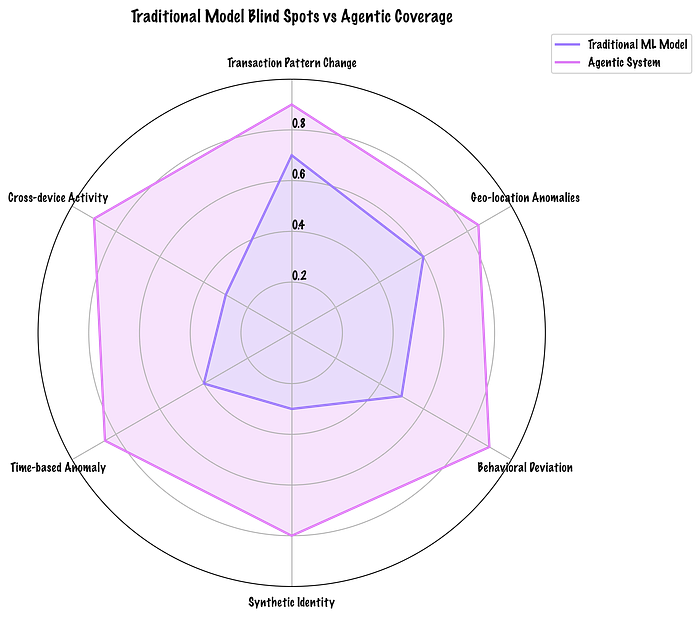 Traditional Model Blind Spots vs Agentic Coverage
Traditional ML Model
Agentic System
Transaction Pattern Change
0.8
Cross-device Activity
Geo-location Anomalies
0.6
0.4
0.2
Time-based Anomaly
Behavioral Deviation
Synthetic Identity